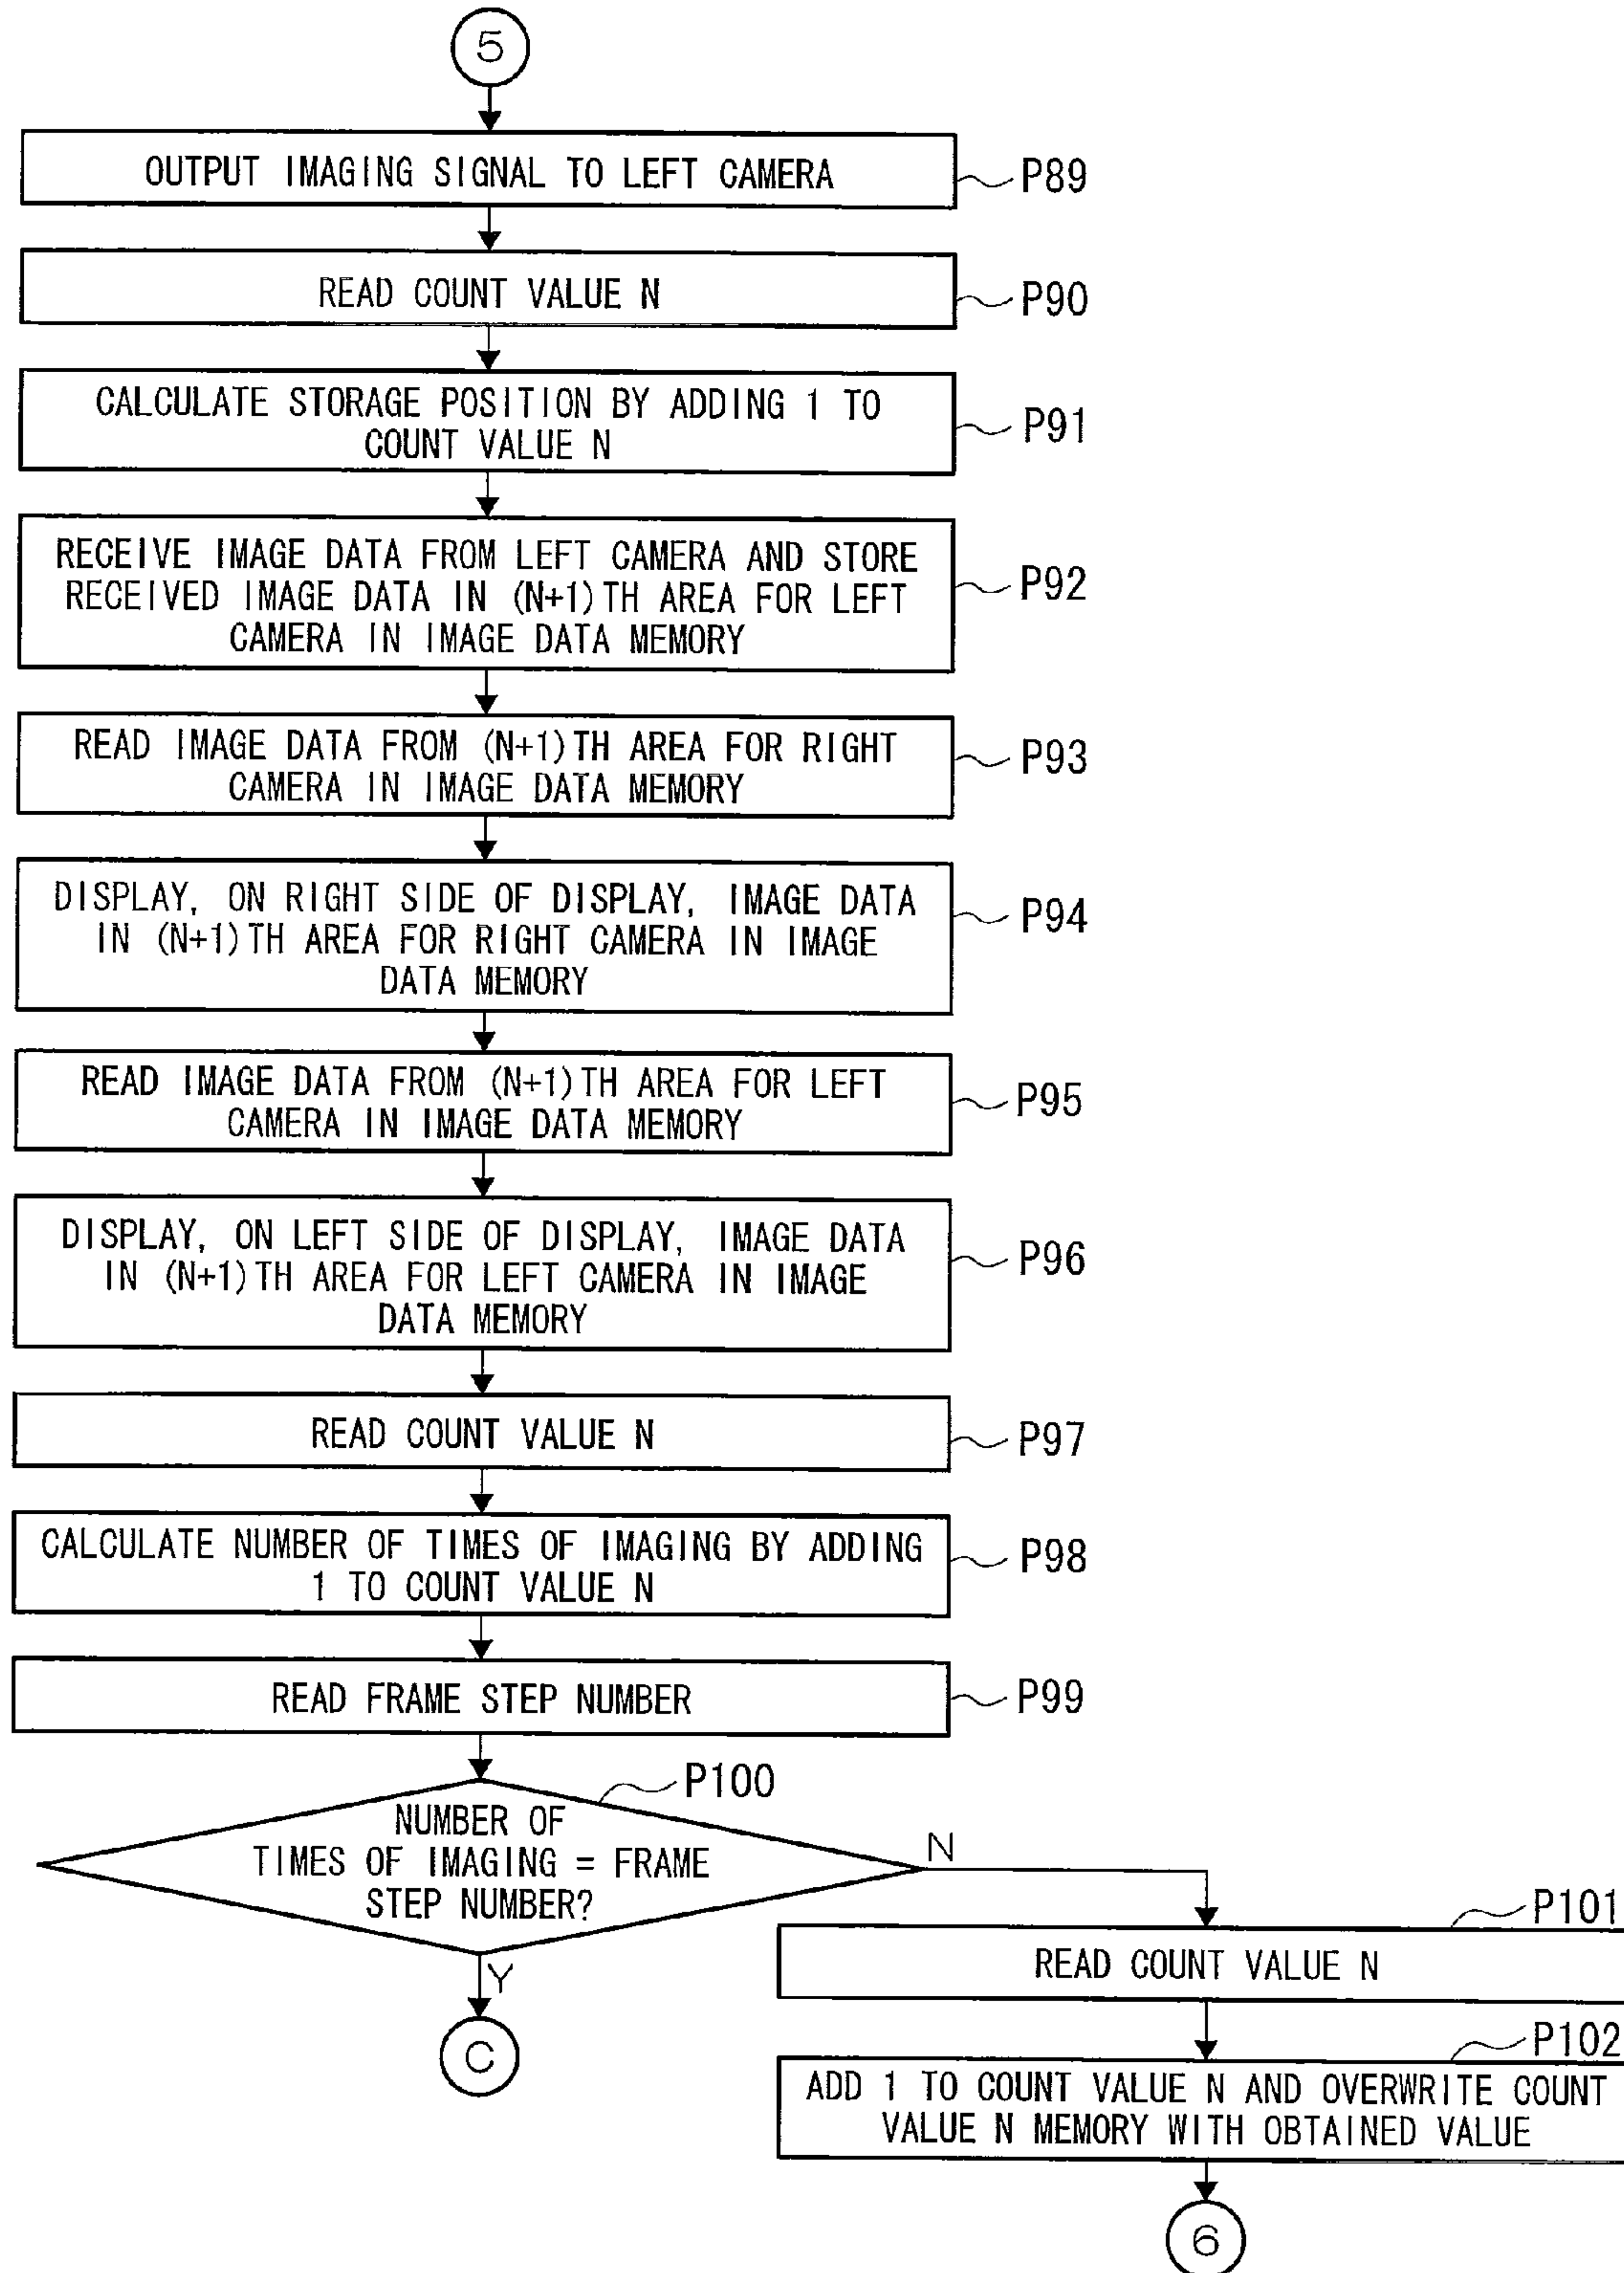 5
OUTPUT IMAGING SIGNAL TO LEFT CAMERA
P89
READ COUNT VALUE N
P90
CALCULATE STORAGE POSITION BY ADDING 1 TO
COUNT VALUE N
P91
RECEIVE IMAGE DATA FROM LEFT CAMERA AND STORE
RECEIVED IMAGE DATA IN (N+1)TH AREA FOR LEFT
CAMERA IN IMAGE DATA MEMORY
P92
READ IMAGE DATA FROM (N+1)TH AREA FOR RIGHT
CAMERA IN IMAGE DATA MEMORY
P93
DISPLAY, ON RIGHT SIDE OF DISPLAY, IMAGE DATA
IN (N+1)TH AREA FOR RIGHT CAMERA IN IMAGE
DATA MEMORY
P94
READ IMAGE DATA FROM (N+1)TH AREA FOR LEFT
CAMERA IN IMAGE DATA MEMORY
P95
DISPLAY, ON LEFT SIDE OF DISPLAY, IMAGE DATA
IN (N+1)TH AREA FOR LEFT CAMERA IN IMAGE
DATA MEMORY
P96
READ COUNT VALUE N
P97
CALCULATE NUMBER OF TIMES OF IMAGING BY ADDING
1 TO COUNT VALUE N
P98
READ FRAME STEP NUMBER
P99
P100
NUMBER OF
TIMES OF IMAGING = FRAME
STEP NUMBER?
N
Y
C
P101
READ COUNT VALUE N
P102
ADD 1 TO COUNT VALUE N AND OVERWRITE COUNT
VALUE N MEMORY WITH OBTAINED VALUE
6